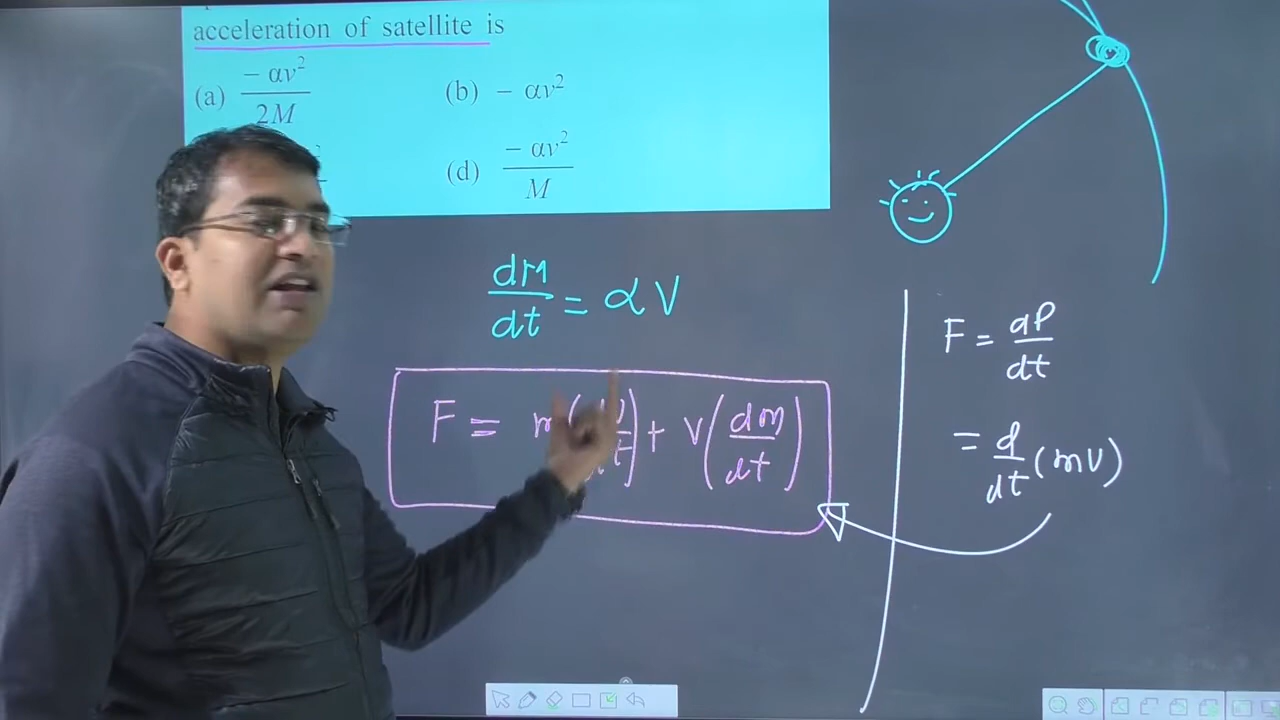 acceleration of satellite is
(a) -αv²/2M (b) -αv²
(d) -αv²/M
dM/dt = αV
F = dP/dt
F = m( ) + v(dm/dt)
= d/dt(mv)